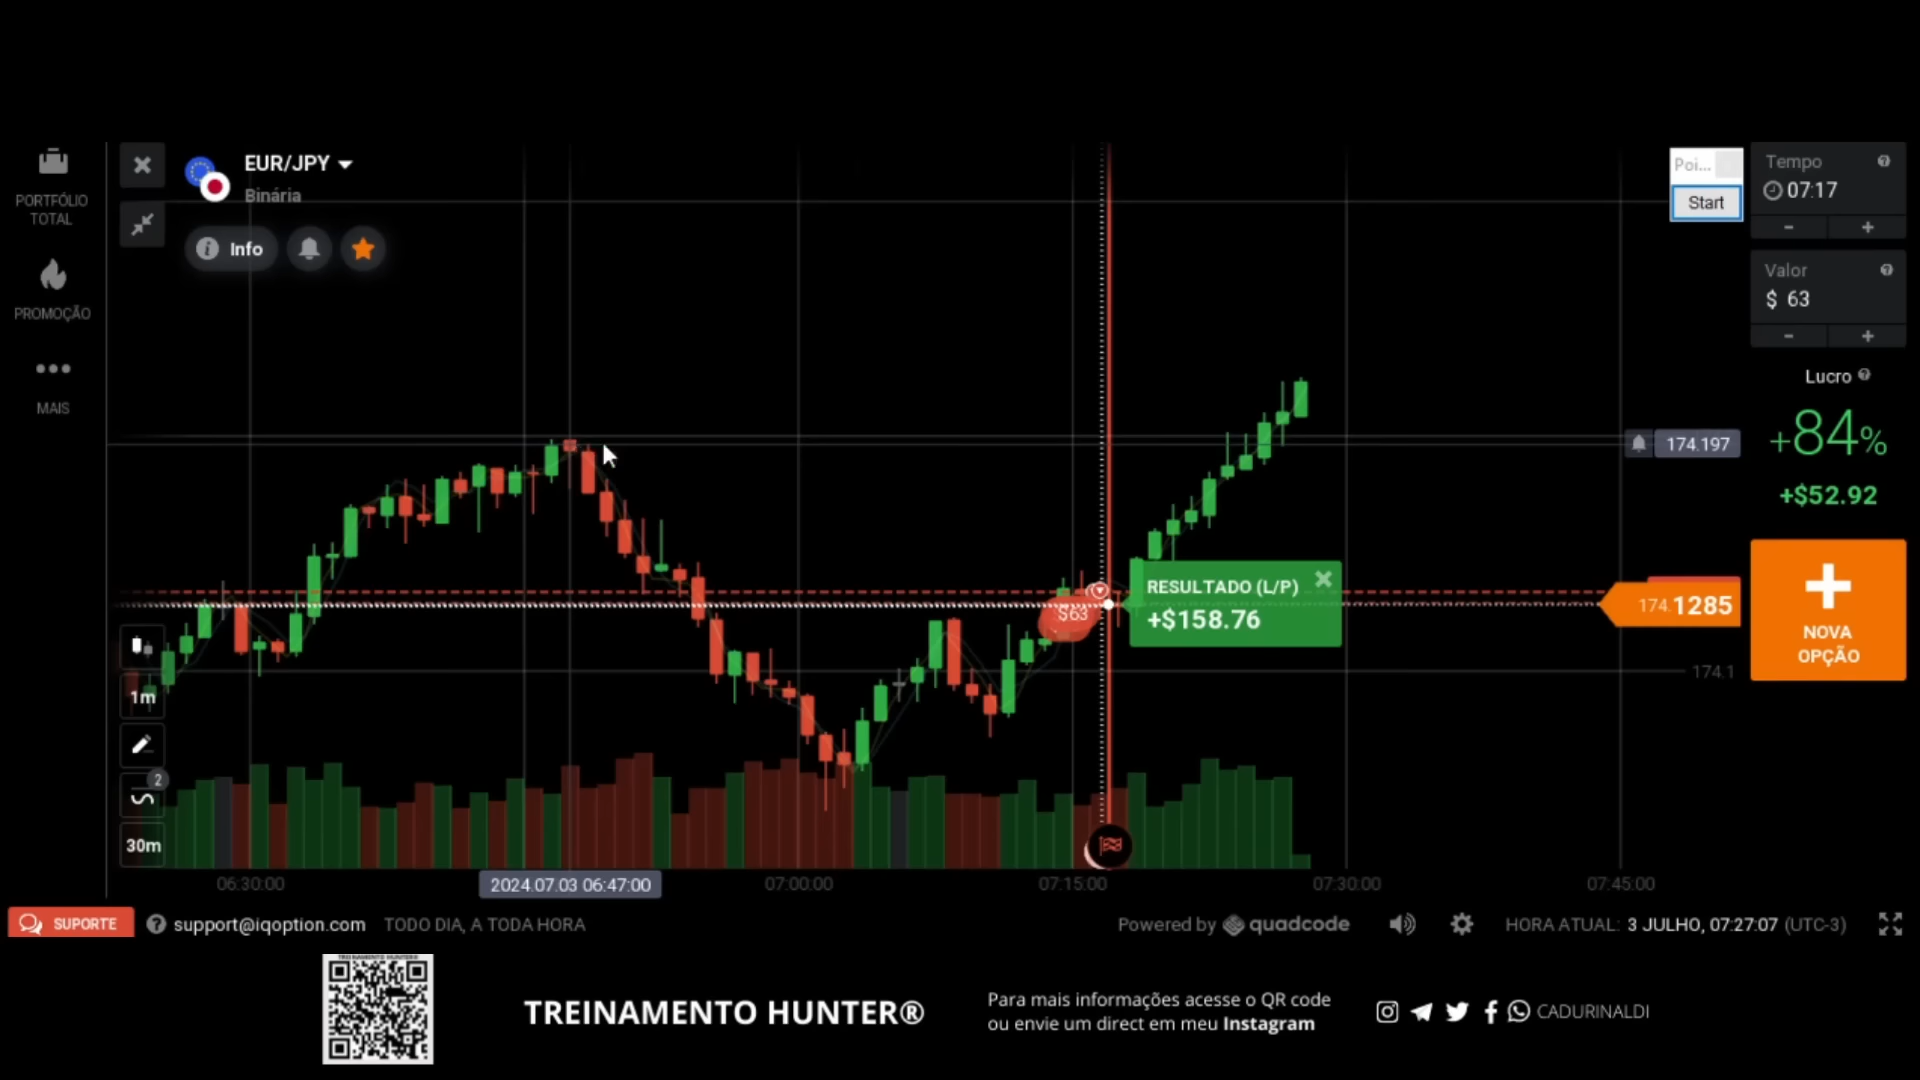 PORTFÓLIO
TOTAL
PROMOÇÃO
MAIS
EUR/JPY
Binária
Info
Poi...
Start
Tempo
07:17
Valor
$ 63
Lucro
+84%
+$52.92
NOVA
OPÇÃO
174.197
174.1285
174.1
RESULTADO (L/P)
+$158.76
$63
1m
2
30m
06:30:00
2024.07.03 06:47:00
07:00:00
07:15:00
07:30:00
07:45:00
SUPORTE
support@iqoption.com
TODO DIA, A TODA HORA
Powered by quadcode
HORA ATUAL: 3 JULHO, 07:27:07 (UTC-3)
TREINAMENTO HUNTER®
TREINAMENTO HUNTER®
Para mais informações acesse o QR code
ou envie um direct em meu Instagram
CADURINALDI